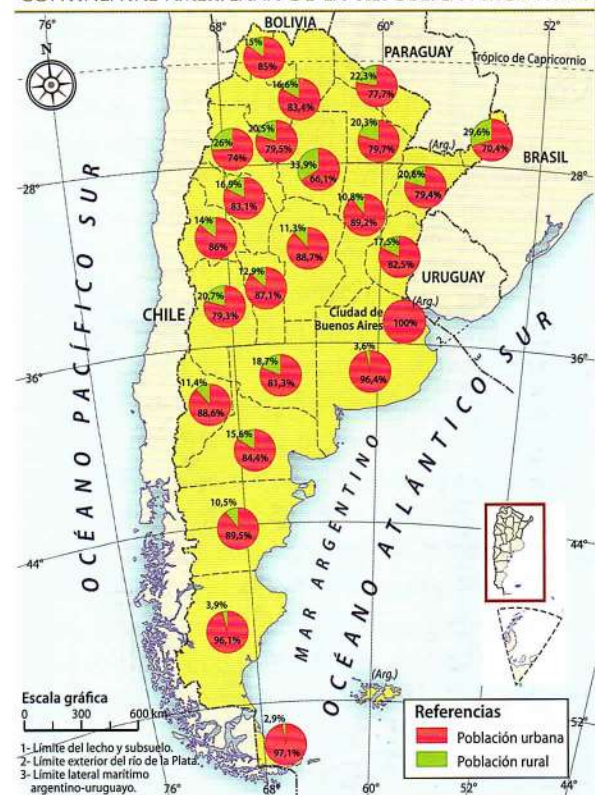 76°
68°
BOLIVIA
60°
52°
N
PARAGUAY
Trópico de Capricornio
15%
85%
16,6%
83,4%
22,3%
77,7%
26%
74%
20,5%
79,5%
20,3%
79,7%
(Arg.)
29,6%
70,4%
BRASIL
33,9%
66,1%
28°
28°
16,9%
83,1%
10,8%
89,2%
20,6%
79,4%
14%
86%
11,3%
88,7%
17,5%
82,5%
URUGUAY
12,9%
87,1%
20,7%
79,3%
CHILE
Ciudad de
Buenos Aires
(Arg.)
100%
36°
36°
3,6%
96,4%
18,7%
81,3%
11,4%
88,6%
15,6%
84,4%
10,5%
89,5%
44°
44°
3,9%
96,1%
2,9%
97,1%
OCÉANO PACÍFICO SUR
MAR ARGENTINO
OCÉANO ATLÁNTICO SUR
(Arg.)
Escala gráfica
0 300 600 km
1- Límite del lecho y subsuelo.
2- Límite exterior del río de la Plata.
3- Límite lateral marítimo
argentino-uruguayo.
Referencias
Población urbana
Población rural
52°
76°
68°
60°